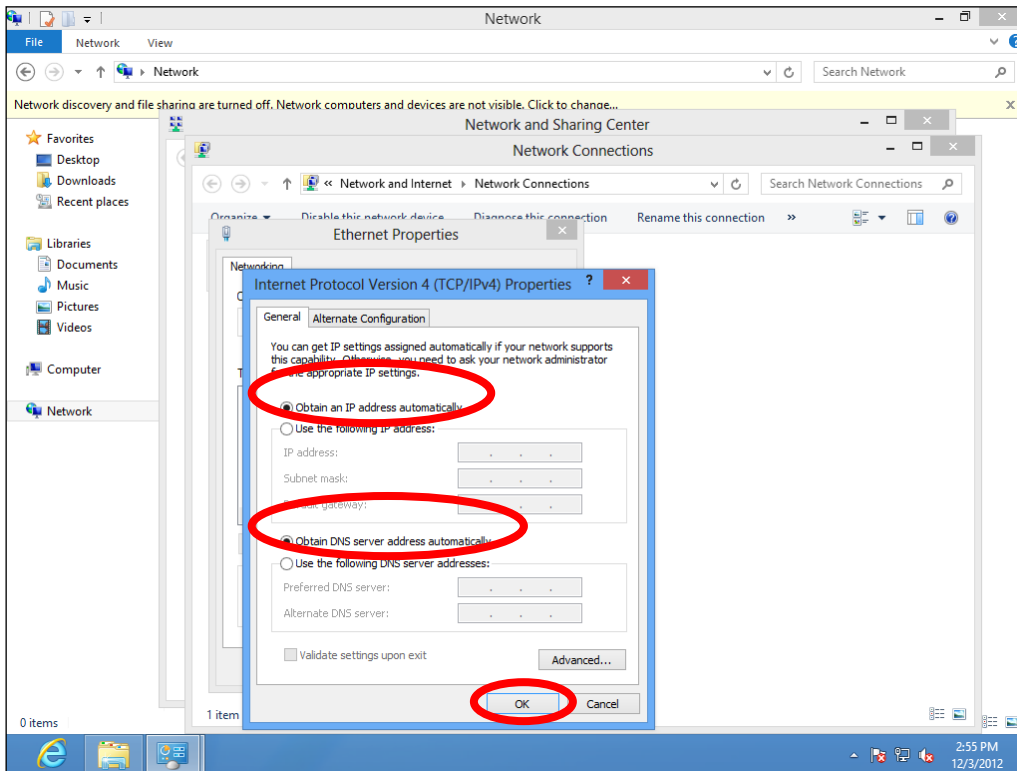 Network
File Network View
Network
Search Network
Network discovery and file sharing are turned off. Network computers and devices are not visible. Click to change...
Favorites
Desktop
Downloads
Recent places
Libraries
Documents
Music
Pictures
Videos
Computer
Network
0 items
Network and Sharing Center
Network Connections
« Network and Internet Network Connections
Search Network Connections
Organize Disable this network device Diagnose this connection Rename this connection »
Ethernet Properties
Networking
Internet Protocol Version 4 (TCP/IPv4) Properties ?
General Alternate Configuration
You can get IP settings assigned automatically if your network supports
this capability. Otherwise, you need to ask your network administrator
for the appropriate IP settings.
Obtain an IP address automatically
Use the following IP address:
IP address:
Subnet mask:
Default gateway:
Obtain DNS server address automatically
Use the following DNS server addresses:
Preferred DNS server:
Alternate DNS server:
Validate settings upon exit
Advanced...
OK Cancel
1 item
2:55 PM
12/3/2012